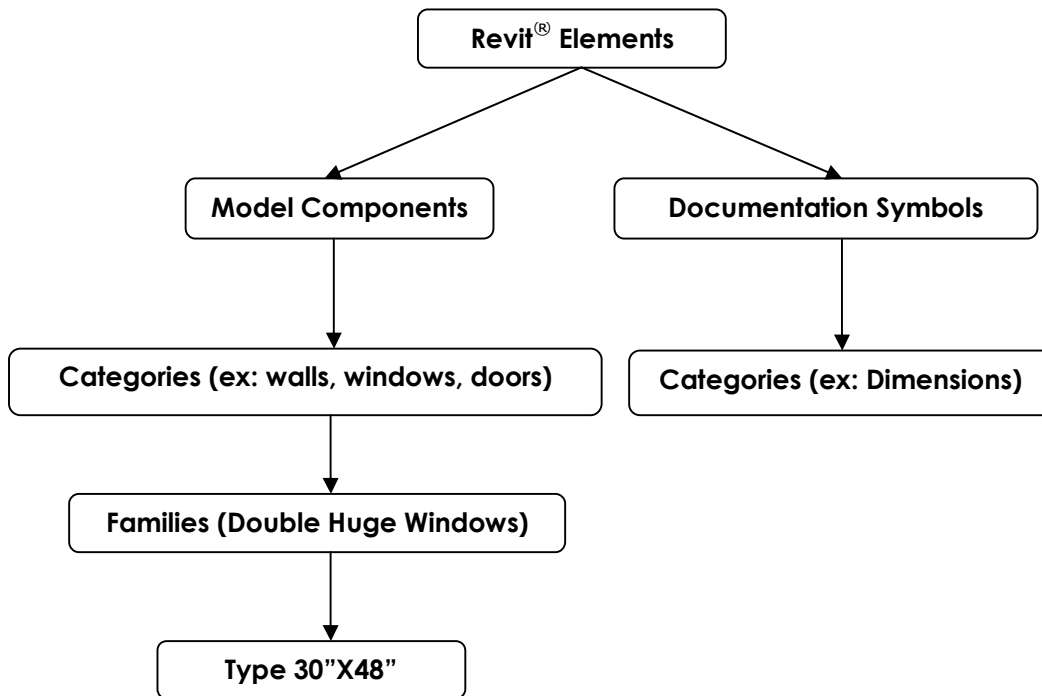 Revit® Elements
Model Components
Documentation Symbols
Categories (ex: walls, windows, doors)
Categories (ex: Dimensions)
Families (Double Huge Windows)
Type 30”X48”